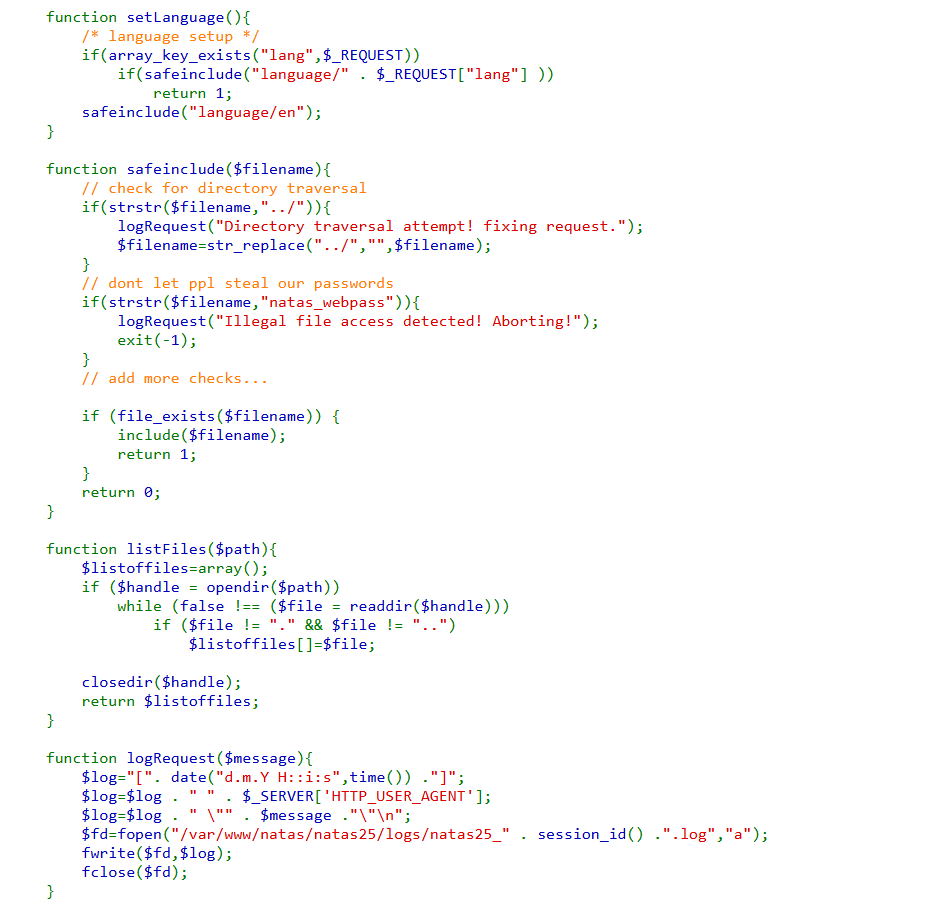 function setLanguage(){
    /* language setup */
    if(array_key_exists("lang",$_REQUEST))
        if(safeinclude("language/" . $_REQUEST["lang"] ))
            return 1;
    safeinclude("language/en");
}

function safeinclude($filename){
    // check for directory traversal
    if(strstr($filename,"../")){
        logRequest("Directory traversal attempt! fixing request.");
        $filename=str_replace("../","",$filename);
    }
    // dont let ppl steal our passwords
    if(strstr($filename,"natas_webpass")){
        logRequest("Illegal file access detected! Aborting!");
        exit(-1);
    }
    // add more checks...

    if (file_exists($filename)) {
        include($filename);
        return 1;
    }
    return 0;
}

function listFiles($path){
    $listoffiles=array();
    if ($handle = opendir($path))
        while (false !== ($file = readdir($handle)))
            if ($file != "." && $file != "..")
                $listoffiles[]=$file;

    closedir($handle);
    return $listoffiles;
}

function logRequest($message){
    $log="[". date("d.m.Y H::i:s",time()) ."]";
    $log=$log . " " . $_SERVER['HTTP_USER_AGENT'];
    $log=$log . " \"" . $message ."\"\n";
    $fd=fopen("/var/www/natas/natas25/logs/natas25_" . session_id() .".log","a");
    fwrite($fd,$log);
    fclose($fd);
}